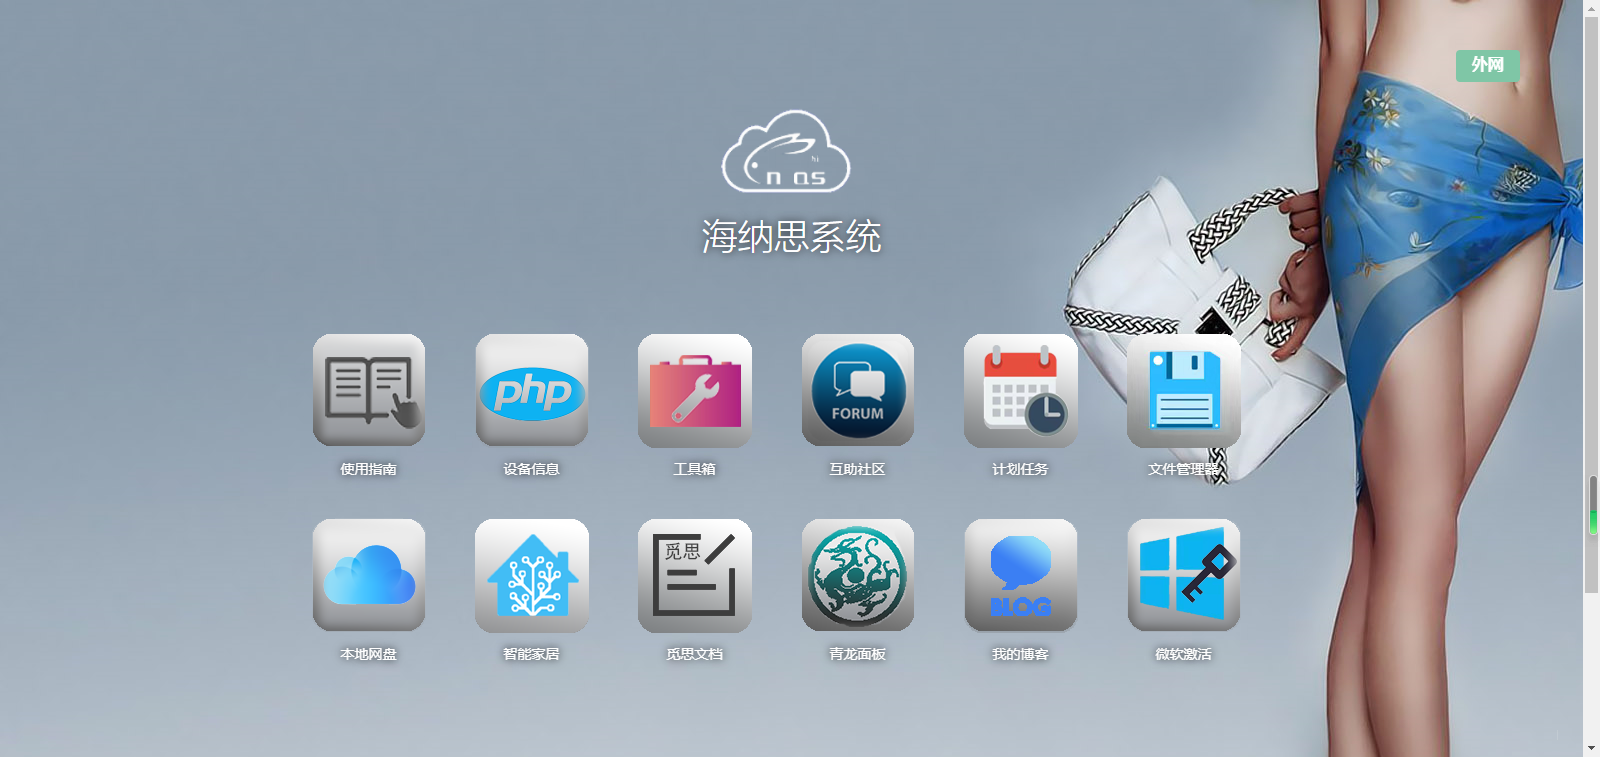 外网
hi
nas
海纳思系统
php
FORUM
使用指南
设备信息
工具箱
互助社区
计划任务
文件管理器
觅思
BLOG
本地网盘
智能家居
觅思文档
青龙面板
我的博客
微软激活